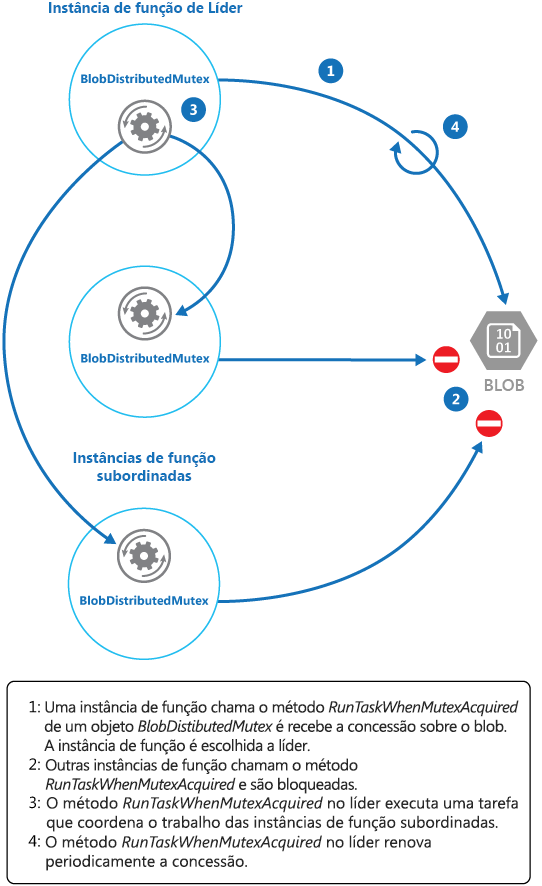 Instância de função de Líder
BlobDistributedMutex
1
3
4
BlobDistributedMutex
10
01
BLOB
2
Instâncias de função
subordinadas
BlobDistributedMutex
1: Uma instância de função chama o método RunTaskWhenMutexAcquired
de um objeto BlobDistibutedMutex é recebe a concessão sobre o blob.
A instância de função é escolhida a líder.
2: Outras instâncias de função chamam o método
RunTaskWhenMutexAcquired e são bloqueadas.
3: O método RunTaskWhenMutexAcquired no líder executa uma tarefa
que coordena o trabalho das instâncias de função subordinadas.
4: O método RunTaskWhenMutexAcquired no líder renova
periodicamente a concessão.